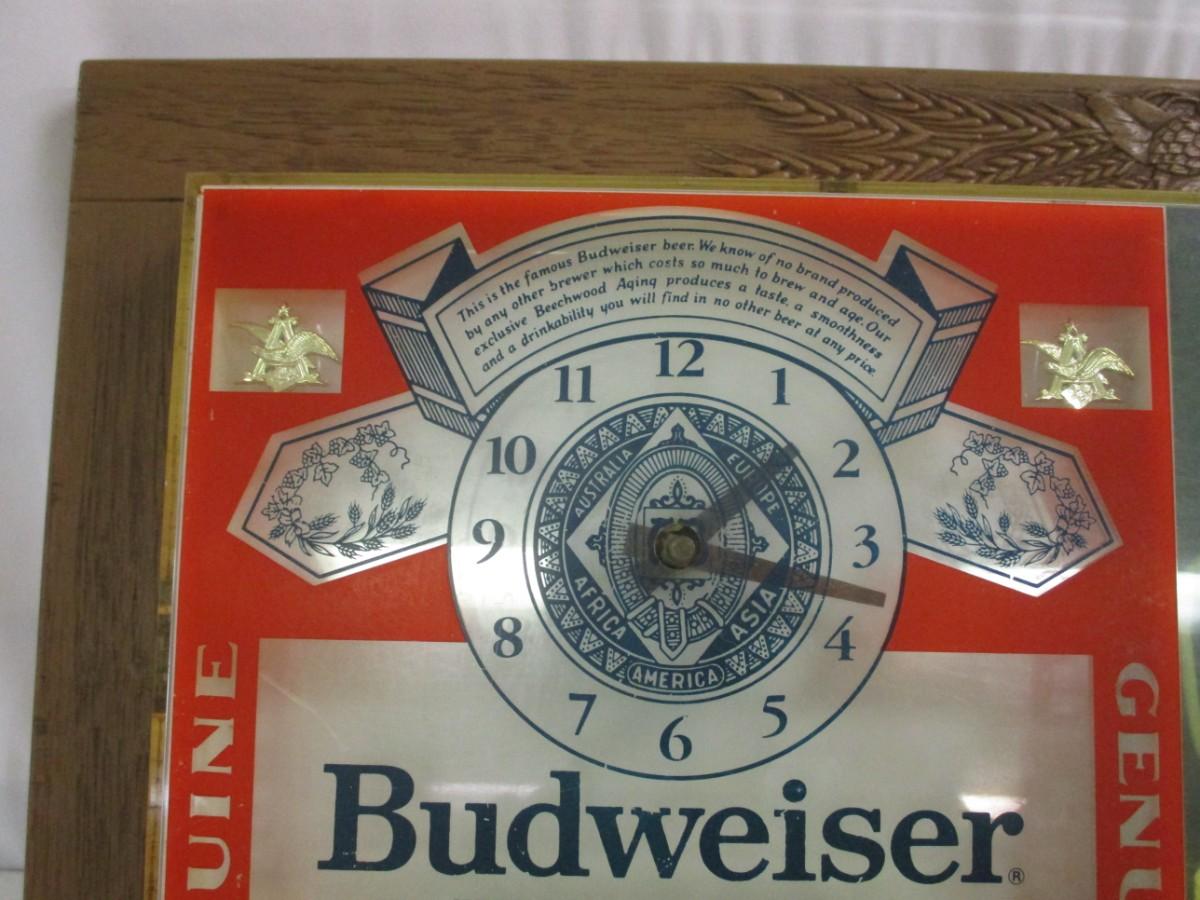 This is the famous Budweiser beer. We know of no brand produced
by any other brewer which costs so much to brew and age. Our
exclusive Beechwood Aging produces a taste, a smoothness
and a drinkability you will find in no other beer at any price.
12
11
1
10
2
9
3
8
4
7
5
6
AUSTRALIA
EUROPE
AFRICA
ASIA
AMERICA
UINE
GENU
Budweiser®